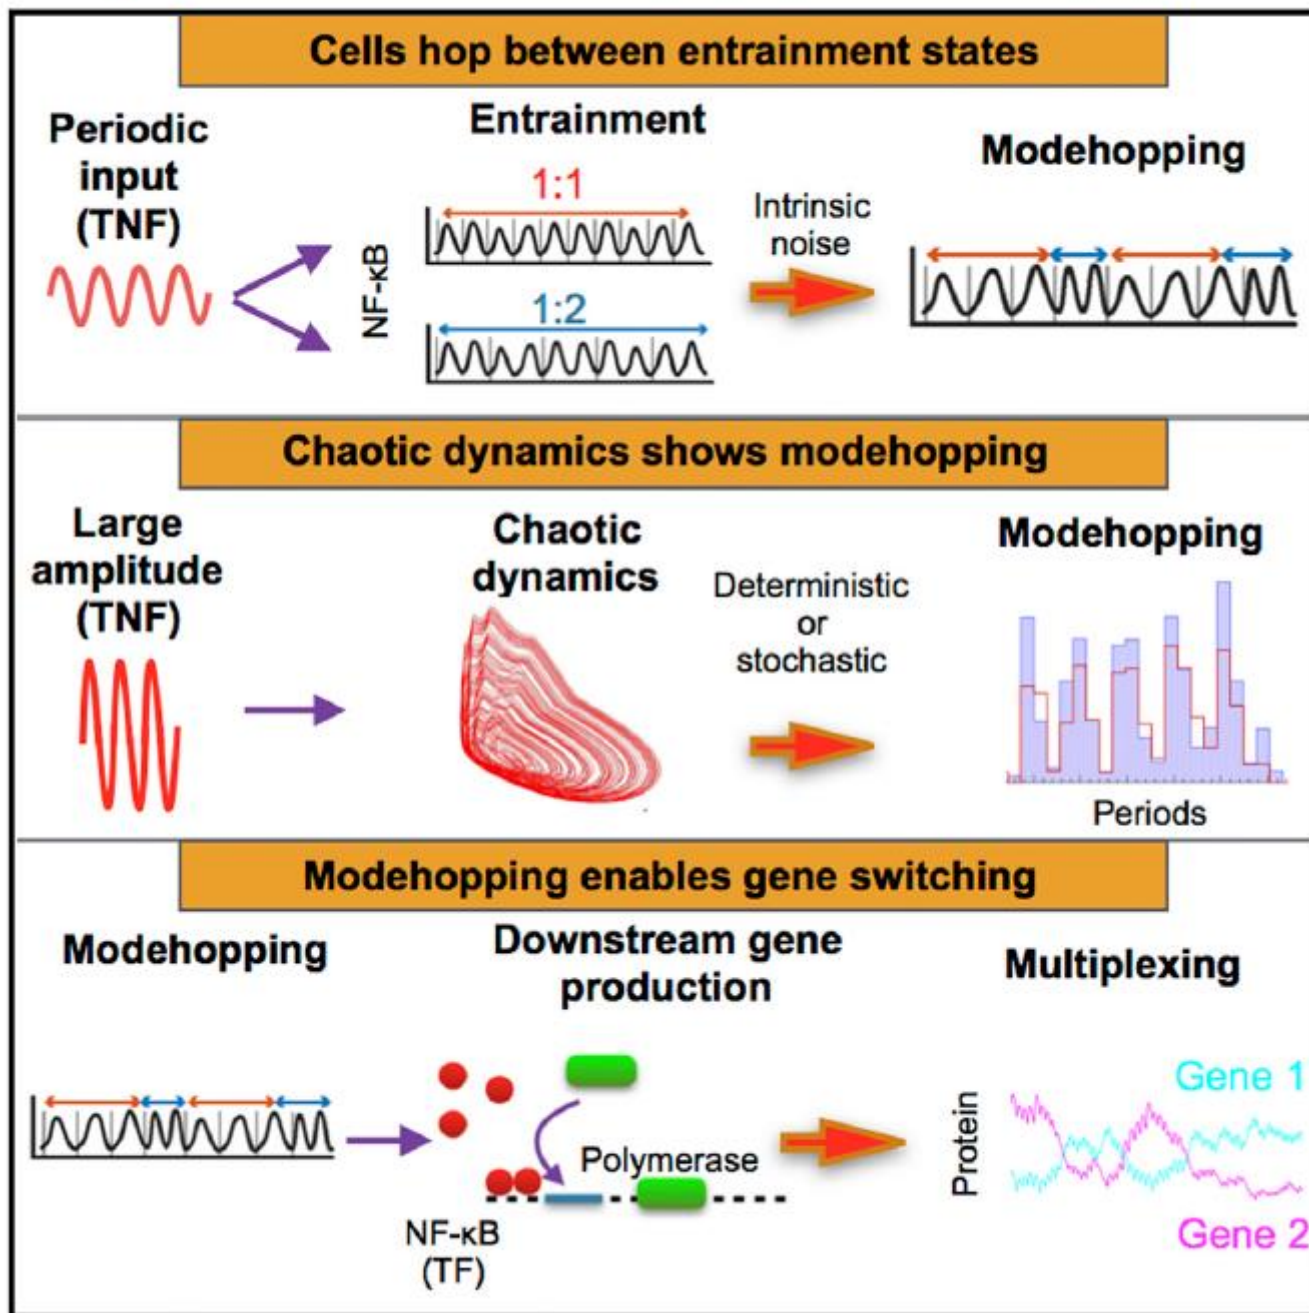 Cells hop between entrainment states
Periodic
input
(TNF)
Entrainment
1:1
NF-κB
1:2
Intrinsic
noise
Modehopping
Chaotic dynamics shows modehopping
Large
amplitude
(TNF)
Chaotic
dynamics
Deterministic
or
stochastic
Modehopping
Periods
Modehopping enables gene switching
Modehopping
Downstream gene
production
Polymerase
NF-κB
(TF)
Multiplexing
Protein
Gene 1
Gene 2